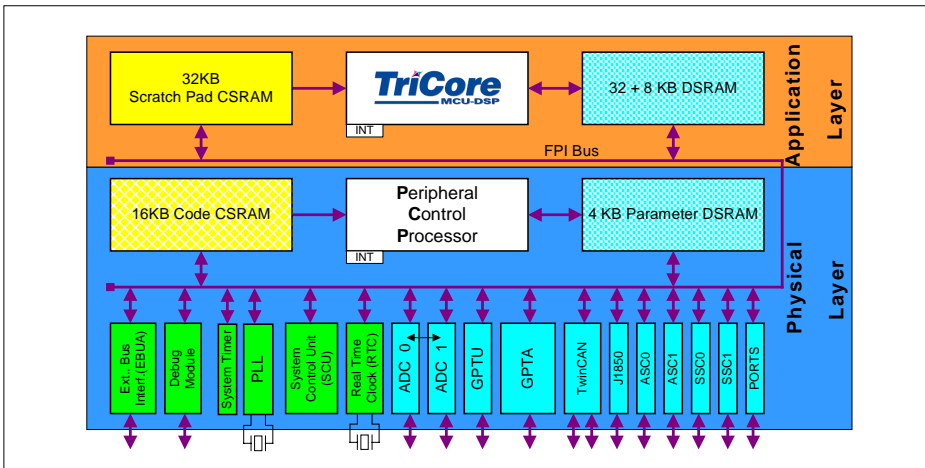 32KB
Scratch Pad CSRAM
TriCore
MCU-DSP
INT
32 + 8 KB DSRAM
Application
Layer
FPI Bus
16KB Code CSRAM
Peripheral
Control
Processor
INT
4 KB Parameter DSRAM
Physical
Layer
Ext.. Bus
Interf.(EBUA)
Debug
Module
System Timer
PLL
System
Control Unit
(SCU)
Real Time
Clock (RTC)
ADC 0
ADC 1
GPTU
GPTA
TwinCAN
J1850
ASC0
ASC1
SSC0
SSC1
PORTS